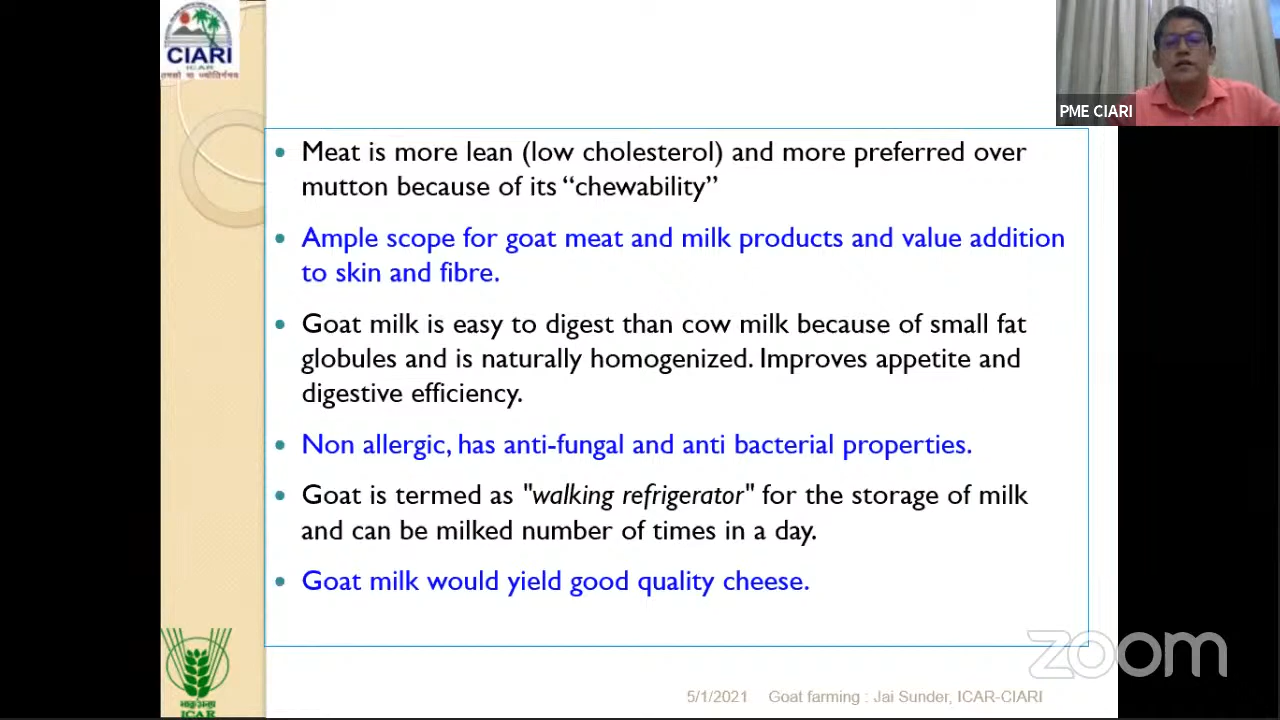 CIARI
ICAR
PME CIARI
• Meat is more lean (low cholesterol) and more preferred over
mutton because of its “chewability”
• Ample scope for goat meat and milk products and value addition
to skin and fibre.
• Goat milk is easy to digest than cow milk because of small fat
globules and is naturally homogenized. Improves appetite and
digestive efficiency.
• Non allergic, has anti-fungal and anti bacterial properties.
• Goat is termed as "walking refrigerator" for the storage of milk
and can be milked number of times in a day.
• Goat milk would yield good quality cheese.
zoom
5/1/2021 Goat farming : Jai Sunder, ICAR-CIARI
ICAR